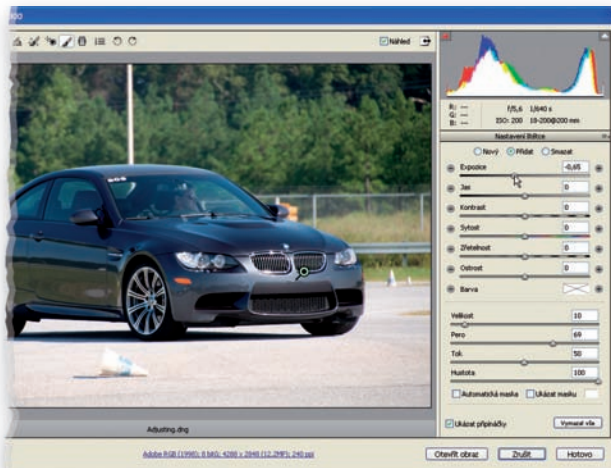 Náhled
R: ---
G: ---
B: ---
f/5,6 1/640 s
ISO: 200 18-200@200 mm
Nastavení štětce
Nový Přidat Smazat
Expozice -0,65
Jas 0
Kontrast 0
Sytost 0
Zřetelnost 0
Ostrost 0
Barva
Velikost 10
Pero 69
Tok 50
Hustota 100
Automatická maska Ukázat masku
Ukázat připínáčky Vymazat vše
Adjusting.dng
Adobe RGB (1998); 8 bitů; 4288 x 2848 (12.2MP); 240 ppi
Otevřít obraz Zrušit Hotovo